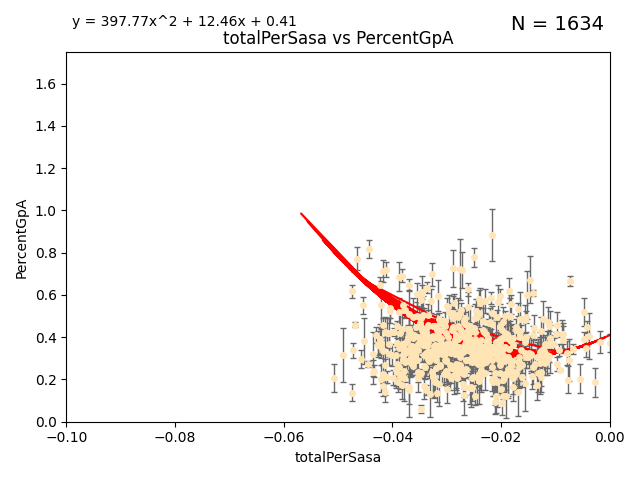 y = 397.77x^2 + 12.46x + 0.41
N = 1634
totalPerSasa vs PercentGpA
1.6
1.4
1.2
1.0
0.8
0.6
0.4
0.2
0.0
PercentGpA
−0.10 −0.08 −0.06 −0.04 −0.02 0.00
totalPerSasa